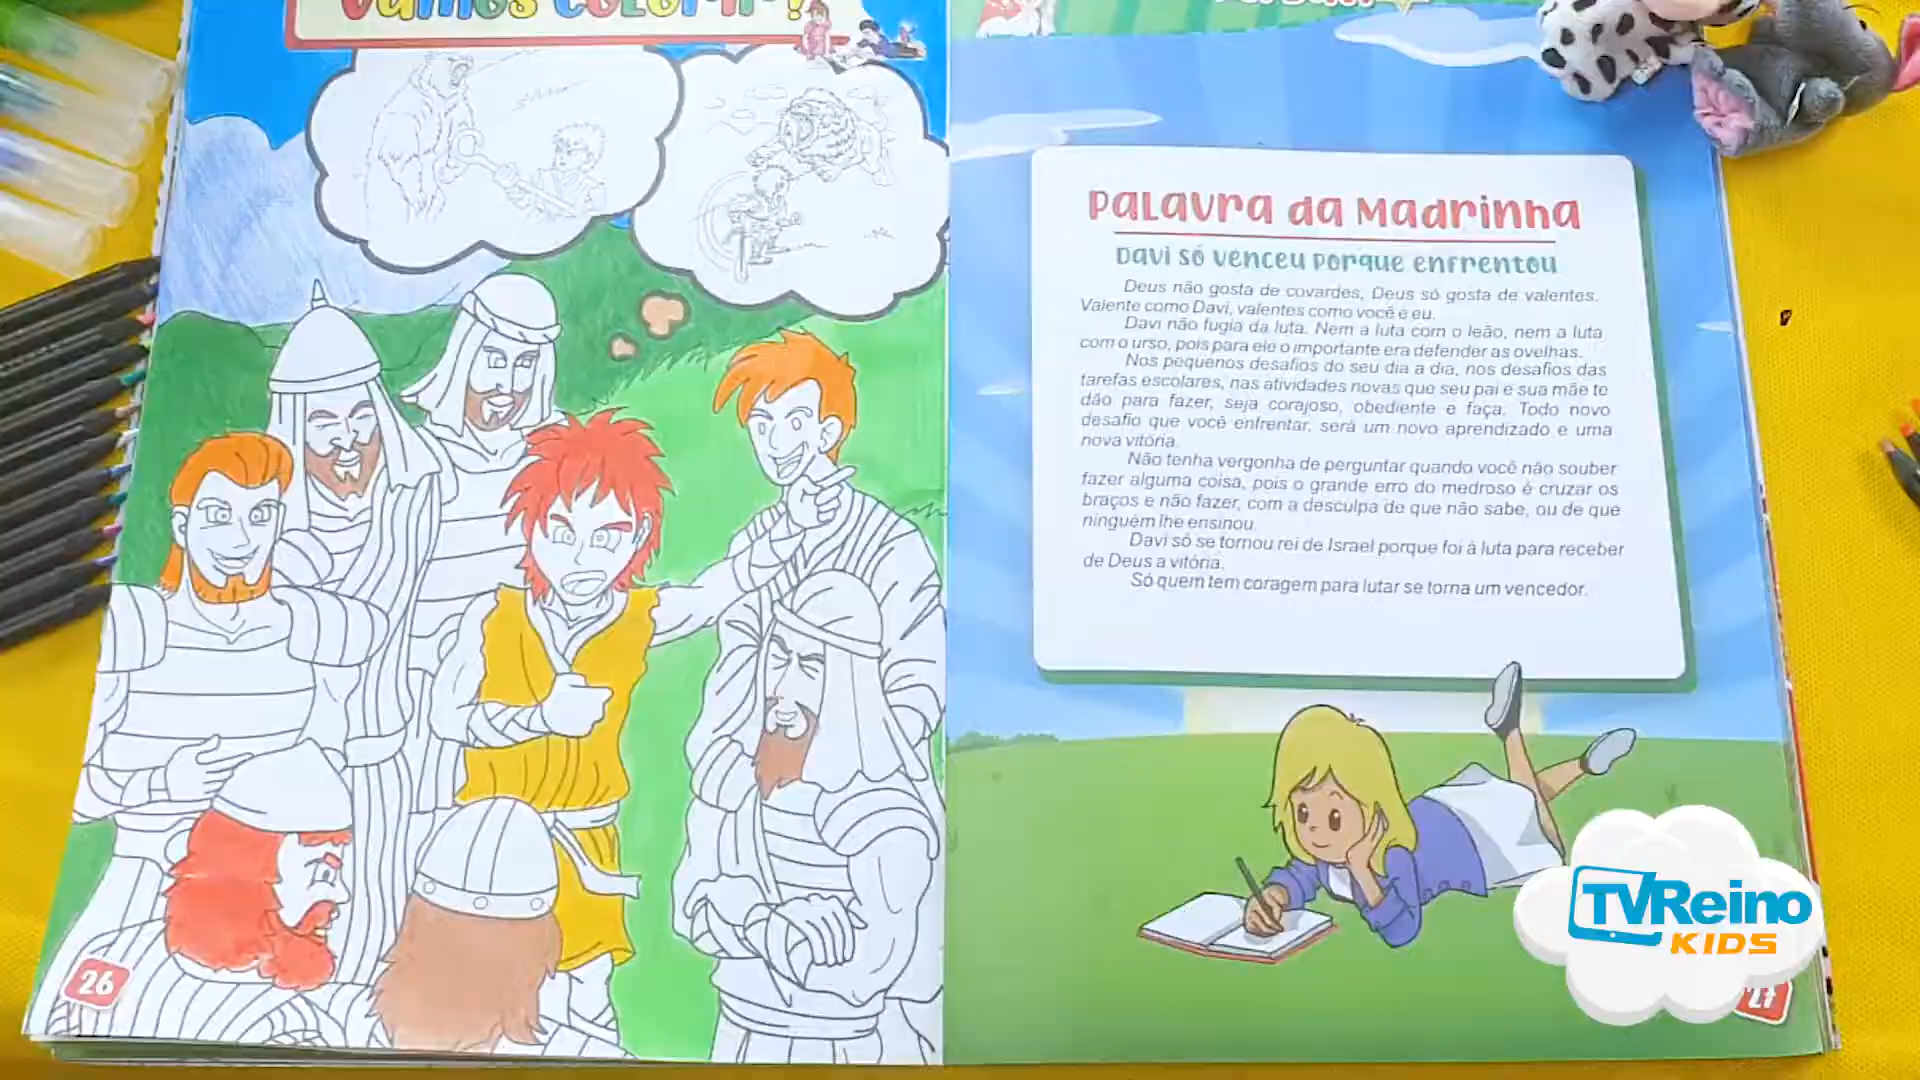 Vamos colorir?
Palavra da Madrinha
Davi só venceu porque enfrentou
Deus não gosta de covardes, Deus só gosta de valentes.
Valente como Davi, valentes como você e eu.
Davi não fugia da luta. Nem a luta com o leão, nem a luta
com o urso, pois para ele o importante era defender as ovelhas.
Nos pequenos desafios do seu dia a dia, nos desafios das
tarefas escolares, nas atividades novas que seu pai e sua mãe te
dão para fazer, seja corajoso, obediente e faça. Todo novo
desafio que você enfrentar, será um novo aprendizado e uma
nova vitória.
Não tenha vergonha de perguntar quando você não souber
fazer alguma coisa, pois o grande erro do medroso é cruzar os
braços e não fazer, com a desculpa de que não sabe, ou de que
ninguém lhe ensinou.
Davi só se tornou rei de Israel porque foi à luta para receber
de Deus a vitória.
Só quem tem coragem para lutar se torna um vencedor.
TVReino
KIDS
26
27